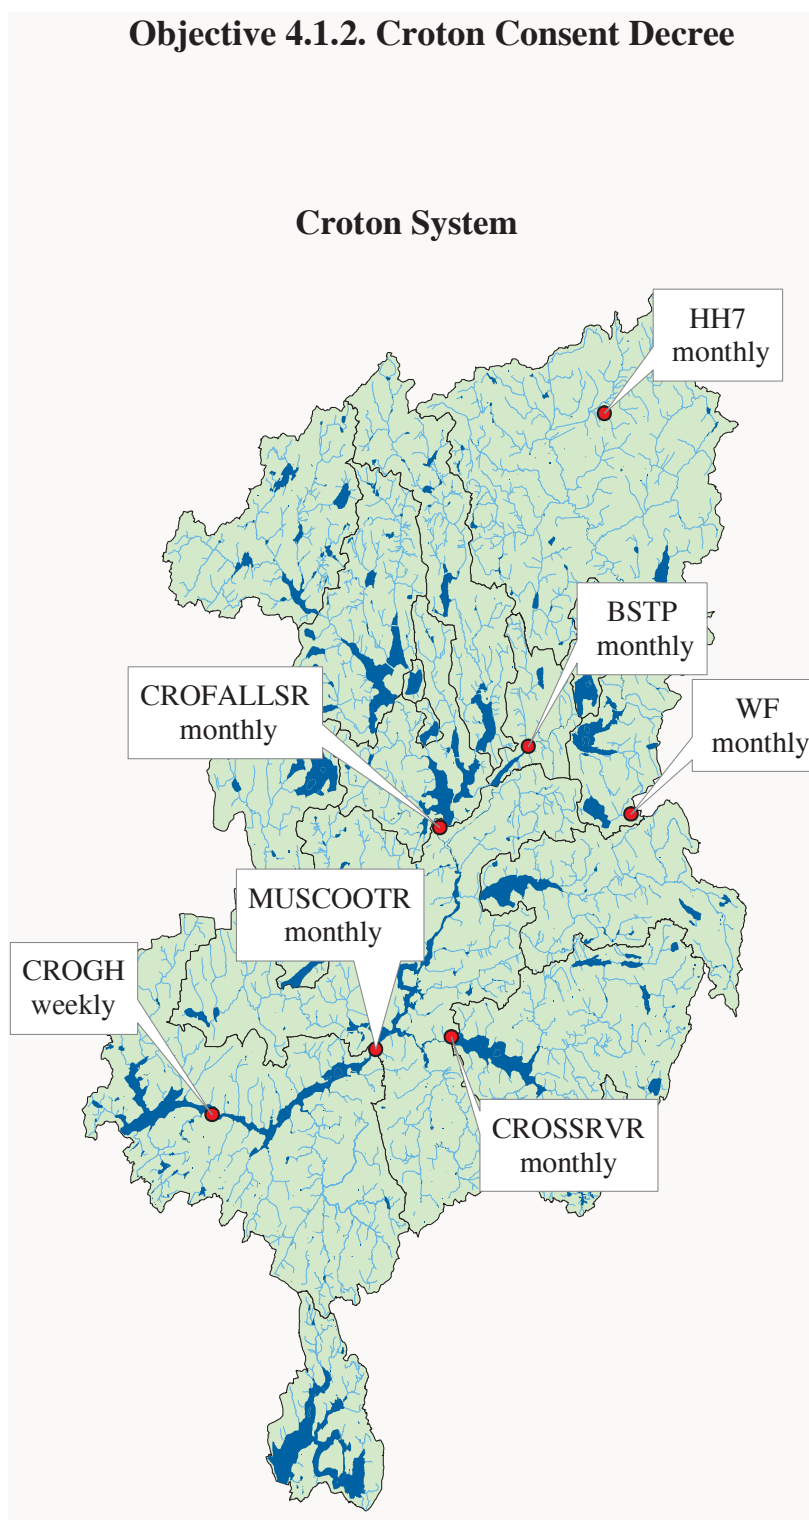 Objective 4.1.2. Croton Consent Decree
Croton System
HH7
monthly
BSTP
monthly
CROFALLSR
monthly
WF
monthly
MUSCOOTR
monthly
CROGH
weekly
CROSSRVR
monthly